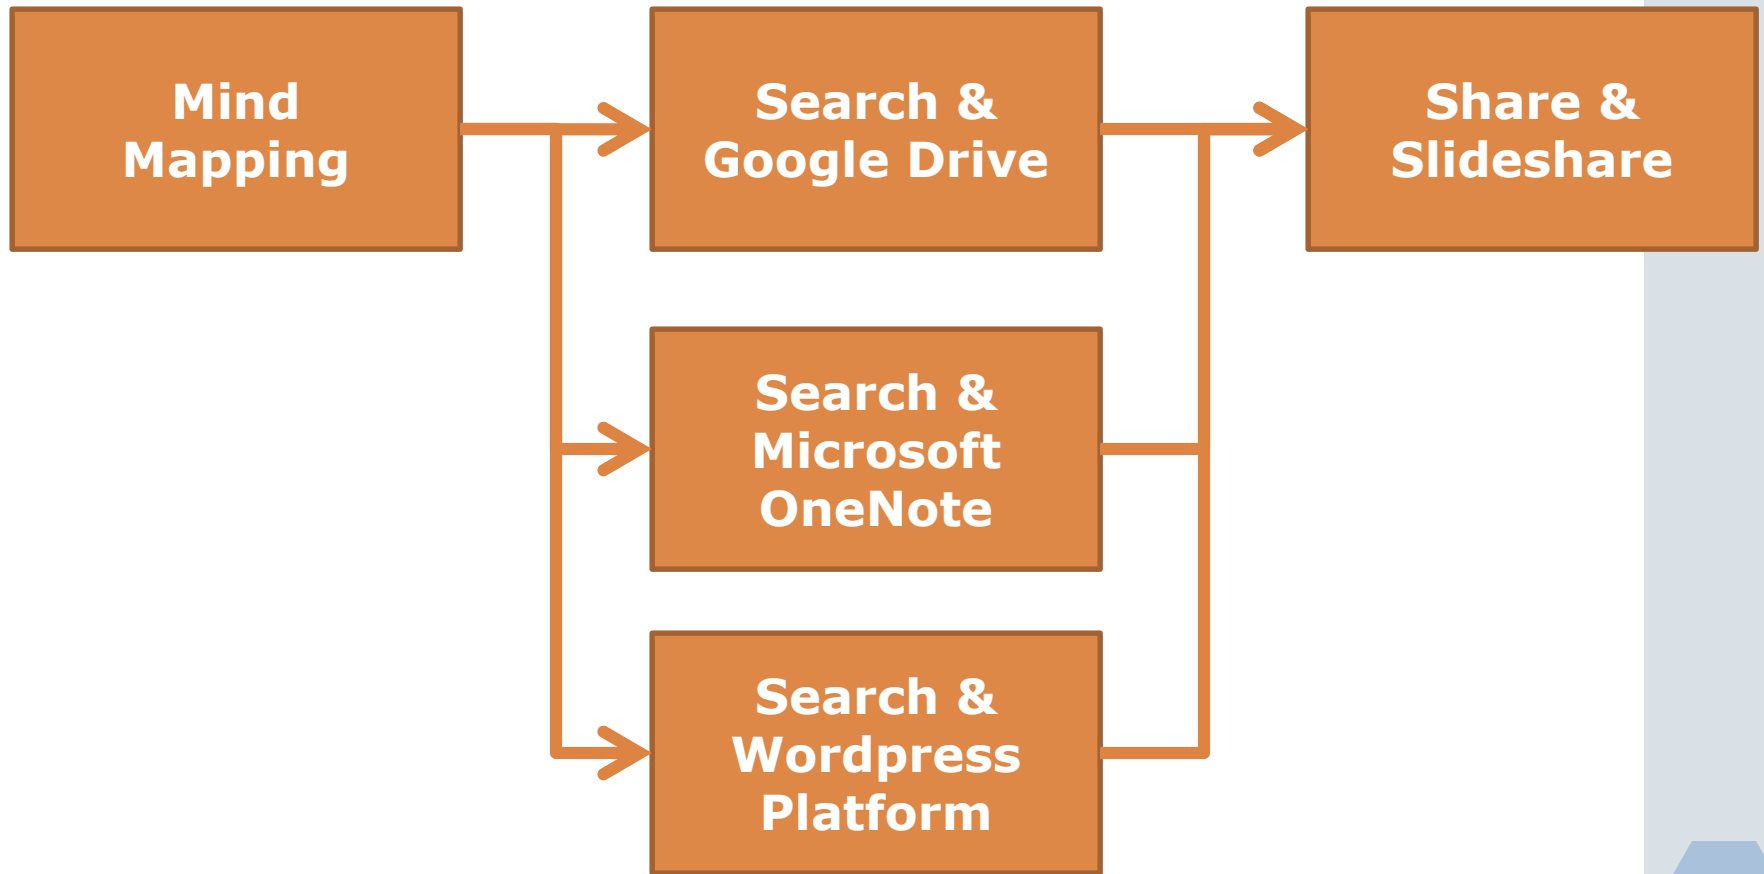 Mind
Mapping
Search &
Google Drive
Share &
Slideshare
Search &
Microsoft
OneNote
Search &
Wordpress
Platform